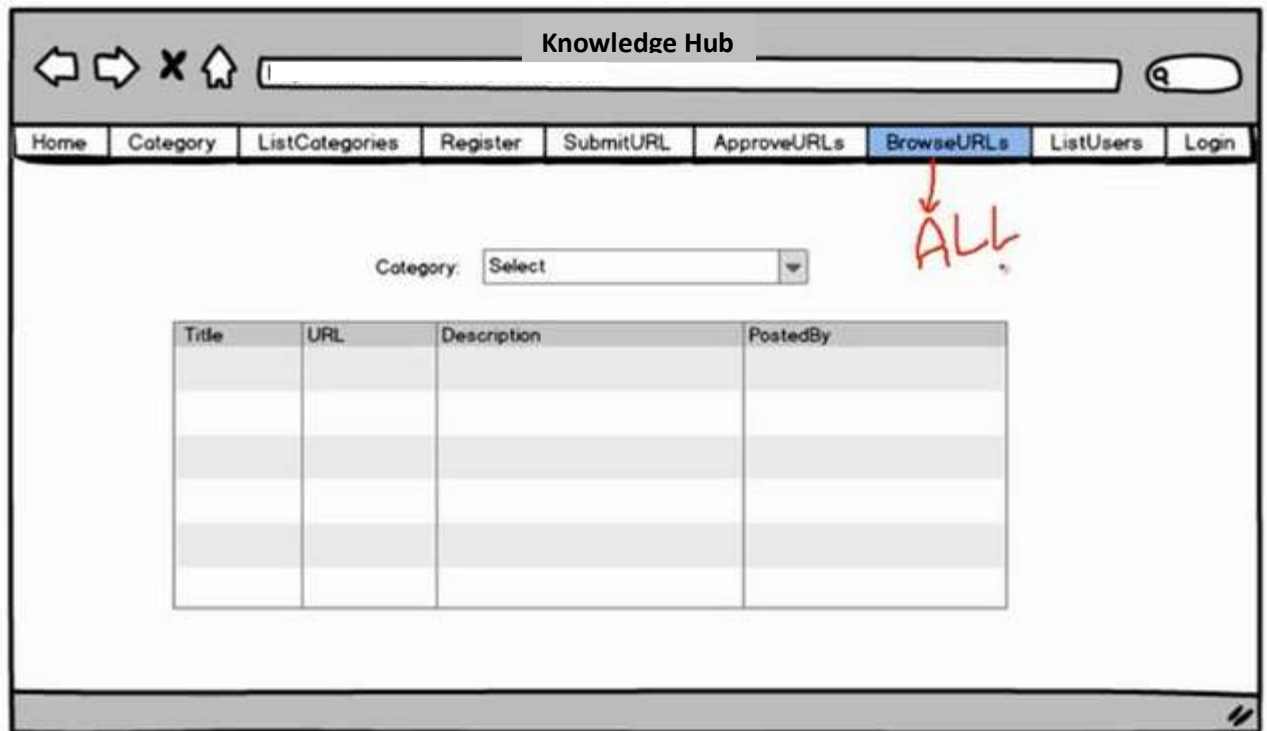 Knowledge Hub
Home Category ListCategories Register SubmitURL ApproveURLs BrowseURLs ListUsers Login
ALL
Category: Select
Title URL Description PostedBy